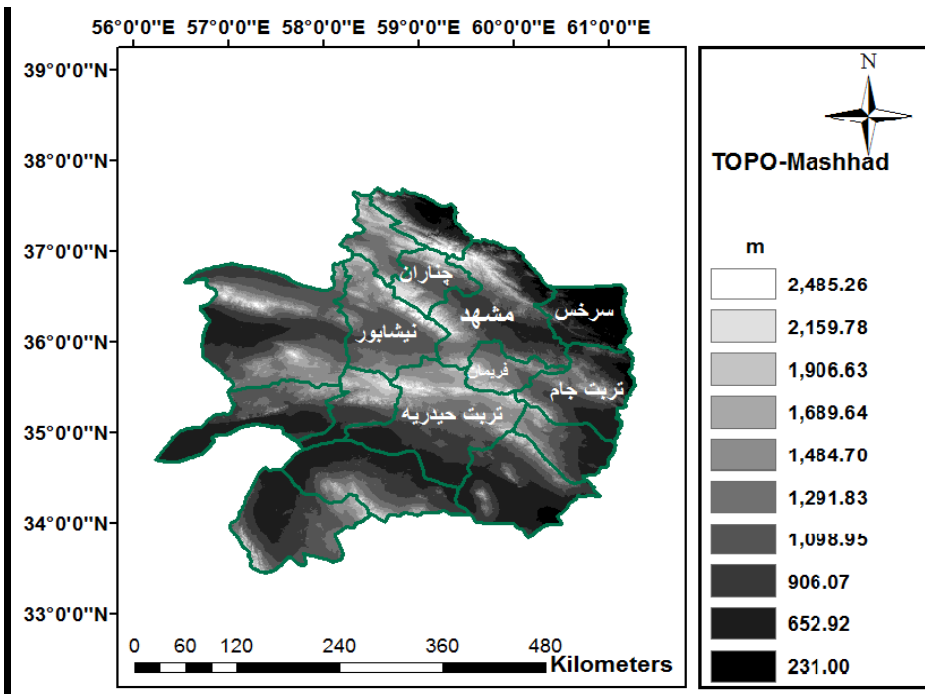 56°0'0"E 57°0'0"E 58°0'0"E 59°0'0"E 60°0'0"E 61°0'0"E
39°0'0"N
38°0'0"N
37°0'0"N
36°0'0"N
35°0'0"N
34°0'0"N
33°0'0"N
چناران
مشهد
سرخس
نیشابور
فریمان
تربت جام
تربت حیدریه
0 60 120 240 360 480
Kilometers
N
TOPO-Mashhad
m
2,485.26
2,159.78
1,906.63
1,689.64
1,484.70
1,291.83
1,098.95
906.07
652.92
231.00